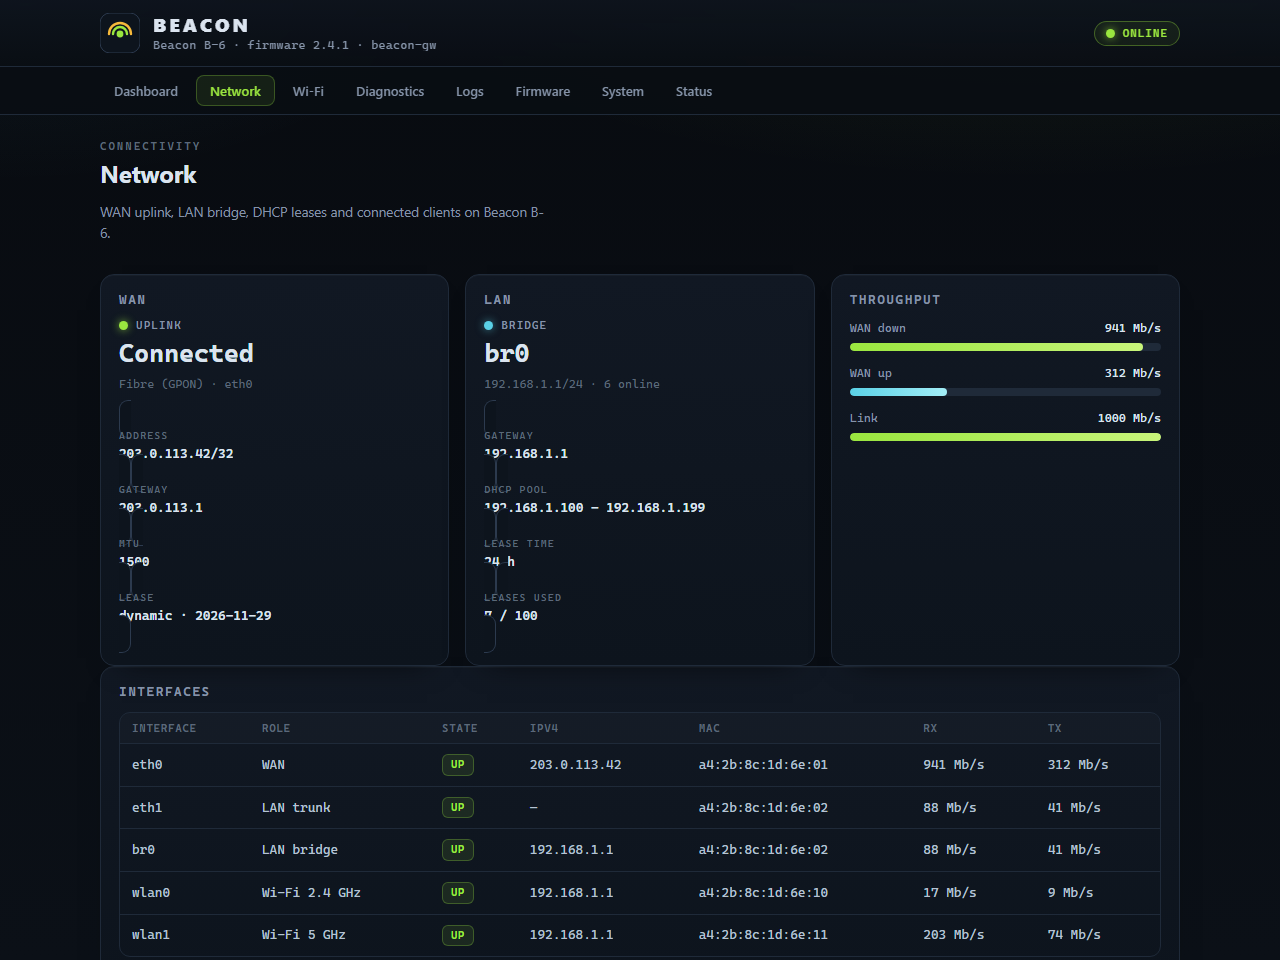 BEACON
Beacon B-6 · firmware 2.4.1 · beacon-gw
ONLINE
Dashboard Network Wi-Fi Diagnostics Logs Firmware System Status
CONNECTIVITY
Network
WAN uplink, LAN bridge, DHCP leases and connected clients on Beacon B-
6.
WAN
UPLINK
Connected
Fibre (GPON) · eth0
ADDRESS
203.0.113.42/32
GATEWAY
203.0.113.1
MTU
1500
LEASE
dynamic · 2026-11-29
LAN
BRIDGE
br0
192.168.1.1/24 · 6 online
GATEWAY
192.168.1.1
DHCP POOL
192.168.1.100 – 192.168.1.199
LEASE TIME
24 h
LEASES USED
7 / 100
THROUGHPUT
WAN down 941 Mb/s
WAN up 312 Mb/s
Link 1000 Mb/s
INTERFACES
INTERFACE ROLE STATE IPV4 MAC RX TX
eth0 WAN UP 203.0.113.42 a4:2b:8c:1d:6e:01 941 Mb/s 312 Mb/s
eth1 LAN trunk UP — a4:2b:8c:1d:6e:02 88 Mb/s 41 Mb/s
br0 LAN bridge UP 192.168.1.1 a4:2b:8c:1d:6e:02 88 Mb/s 41 Mb/s
wlan0 Wi-Fi 2.4 GHz UP 192.168.1.1 a4:2b:8c:1d:6e:10 17 Mb/s 9 Mb/s
wlan1 Wi-Fi 5 GHz UP 192.168.1.1 a4:2b:8c:1d:6e:11 203 Mb/s 74 Mb/s